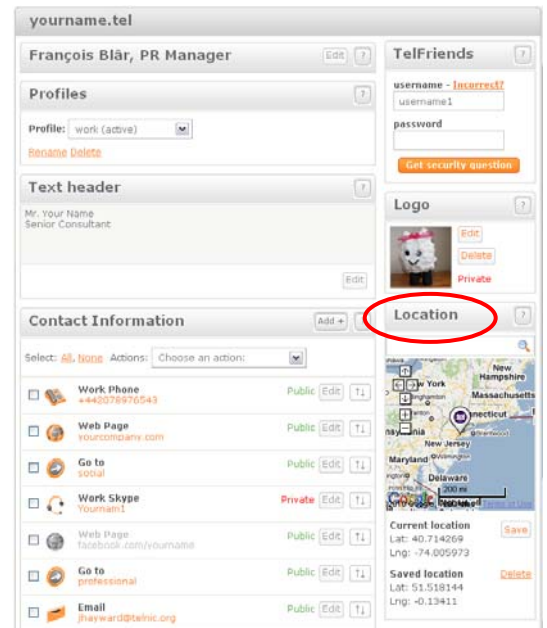 yourname.tel
François Blâr, PR Manager
Edit
?
Profiles
?
Profile: work (active)
Rename Delete
Text header
?
Mr. Your Name
Senior Consultant
Edit
Contact Information
Add +
Select: All, None Actions: Choose an action:
Work Phone
+442078976543
Public Edit
Web Page
yourcompany.com
Public Edit
Go to
social
Public Edit
Work Skype
Yournam1
Private Edit
Web Page
facebook.com/yourname
Public Edit
Go to
professional
Public Edit
Email
jhayward@telnic.org
Public Edit
TelFriends
?
username - Incorrect?
username1
password
Get security question
Logo
?
Edit
Delete
Private
Location
?
New
Hampshire
York
Massachusetts
New Jersey
Maryland
Delaware
200 mi
Google
Current location
Save
Lat: 40.714269
Lng: -74.005973
Saved location
Delete
Lat: 51.518144
Lng: -0.13411